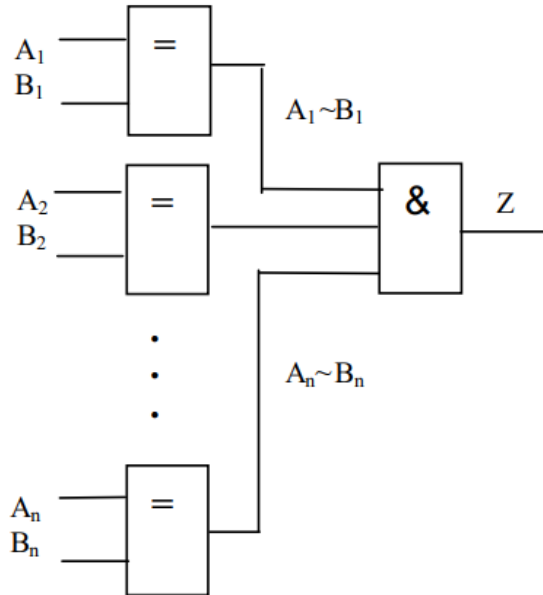 A₁
B₁
=
A₁~B₁
A₂
B₂
=
&
Z
Aₙ~Bₙ
Aₙ
Bₙ
=